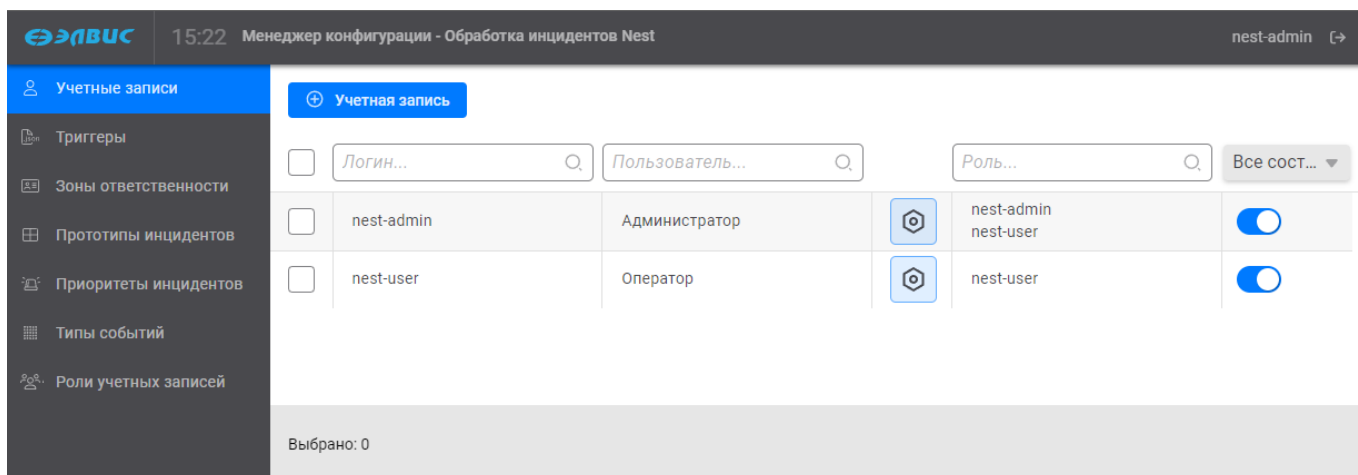 ЭЛВИС
15:22 Менеджер конфигурации - Обработка инцидентов Nest
nest-admin
Учетные записи
Триггеры
Зоны ответственности
Прототипы инцидентов
Приоритеты инцидентов
Типы событий
Роли учетных записей
Учетная запись
Логин... Пользователь... Роль... Все сост...
nest-admin Администратор nest-admin
nest-user
nest-user Оператор nest-user
Выбрано: 0